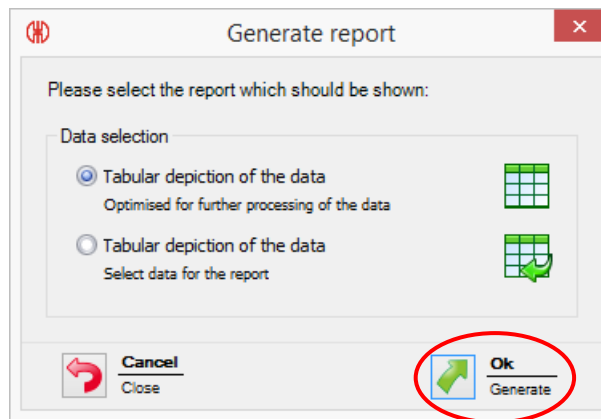 Generate report
Please select the report which should be shown:
Data selection
Tabular depiction of the data
Optimised for further processing of the data
Tabular depiction of the data
Select data for the report
Cancel
Close
Ok
Generate